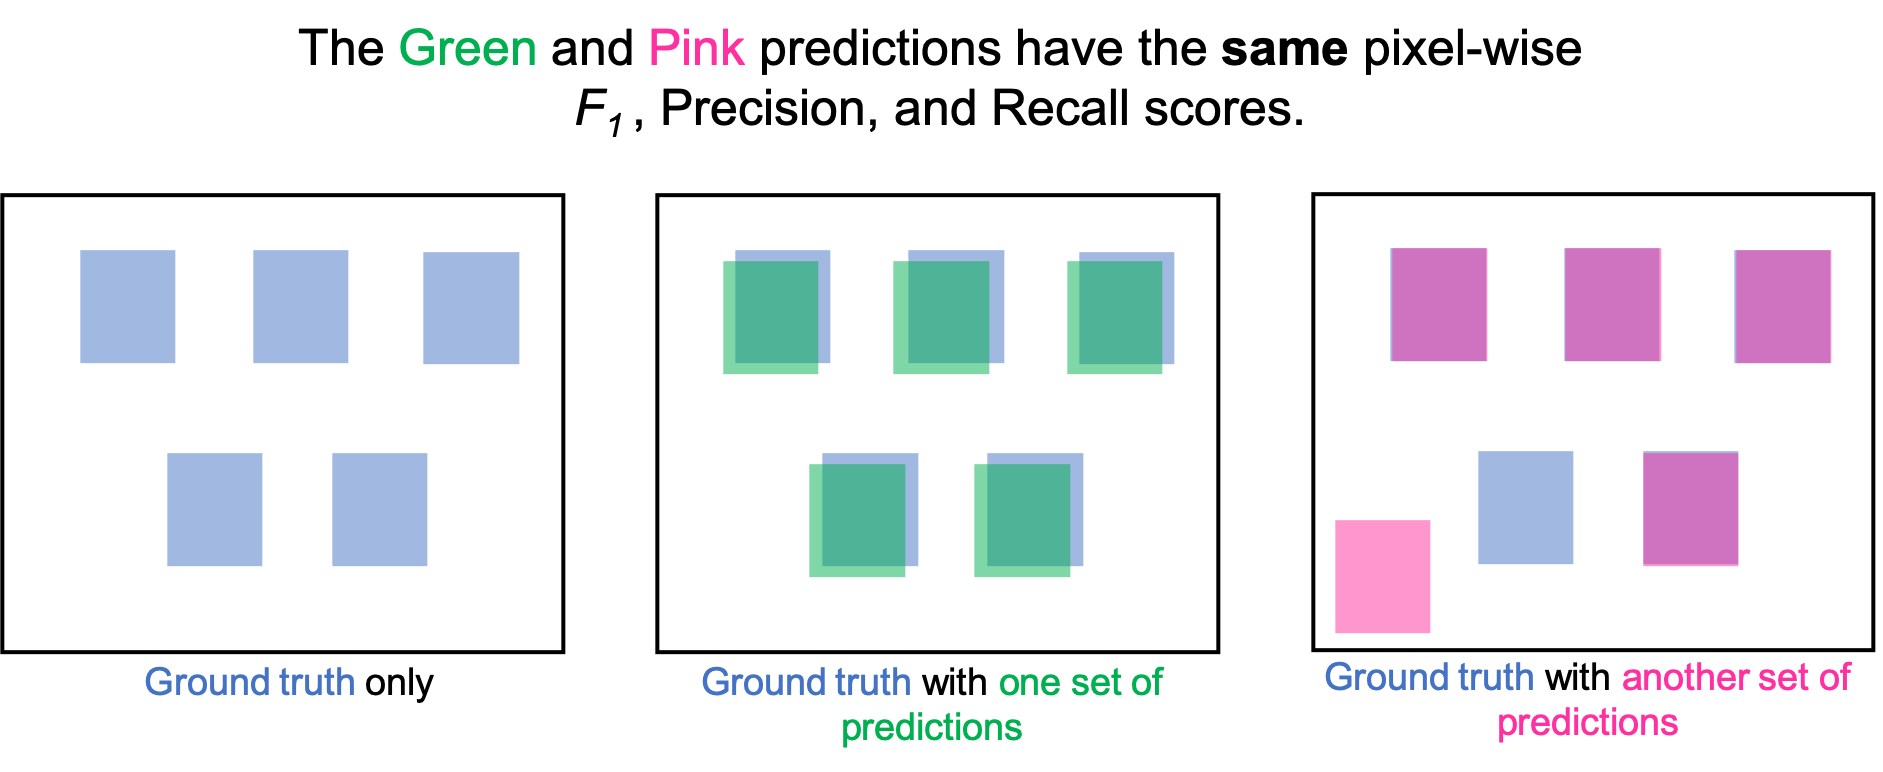 The Green and Pink predictions have the same pixel-wise
F1 , Precision, and Recall scores.
Ground truth only
Ground truth with one set of
predictions
Ground truth with another set of
predictions